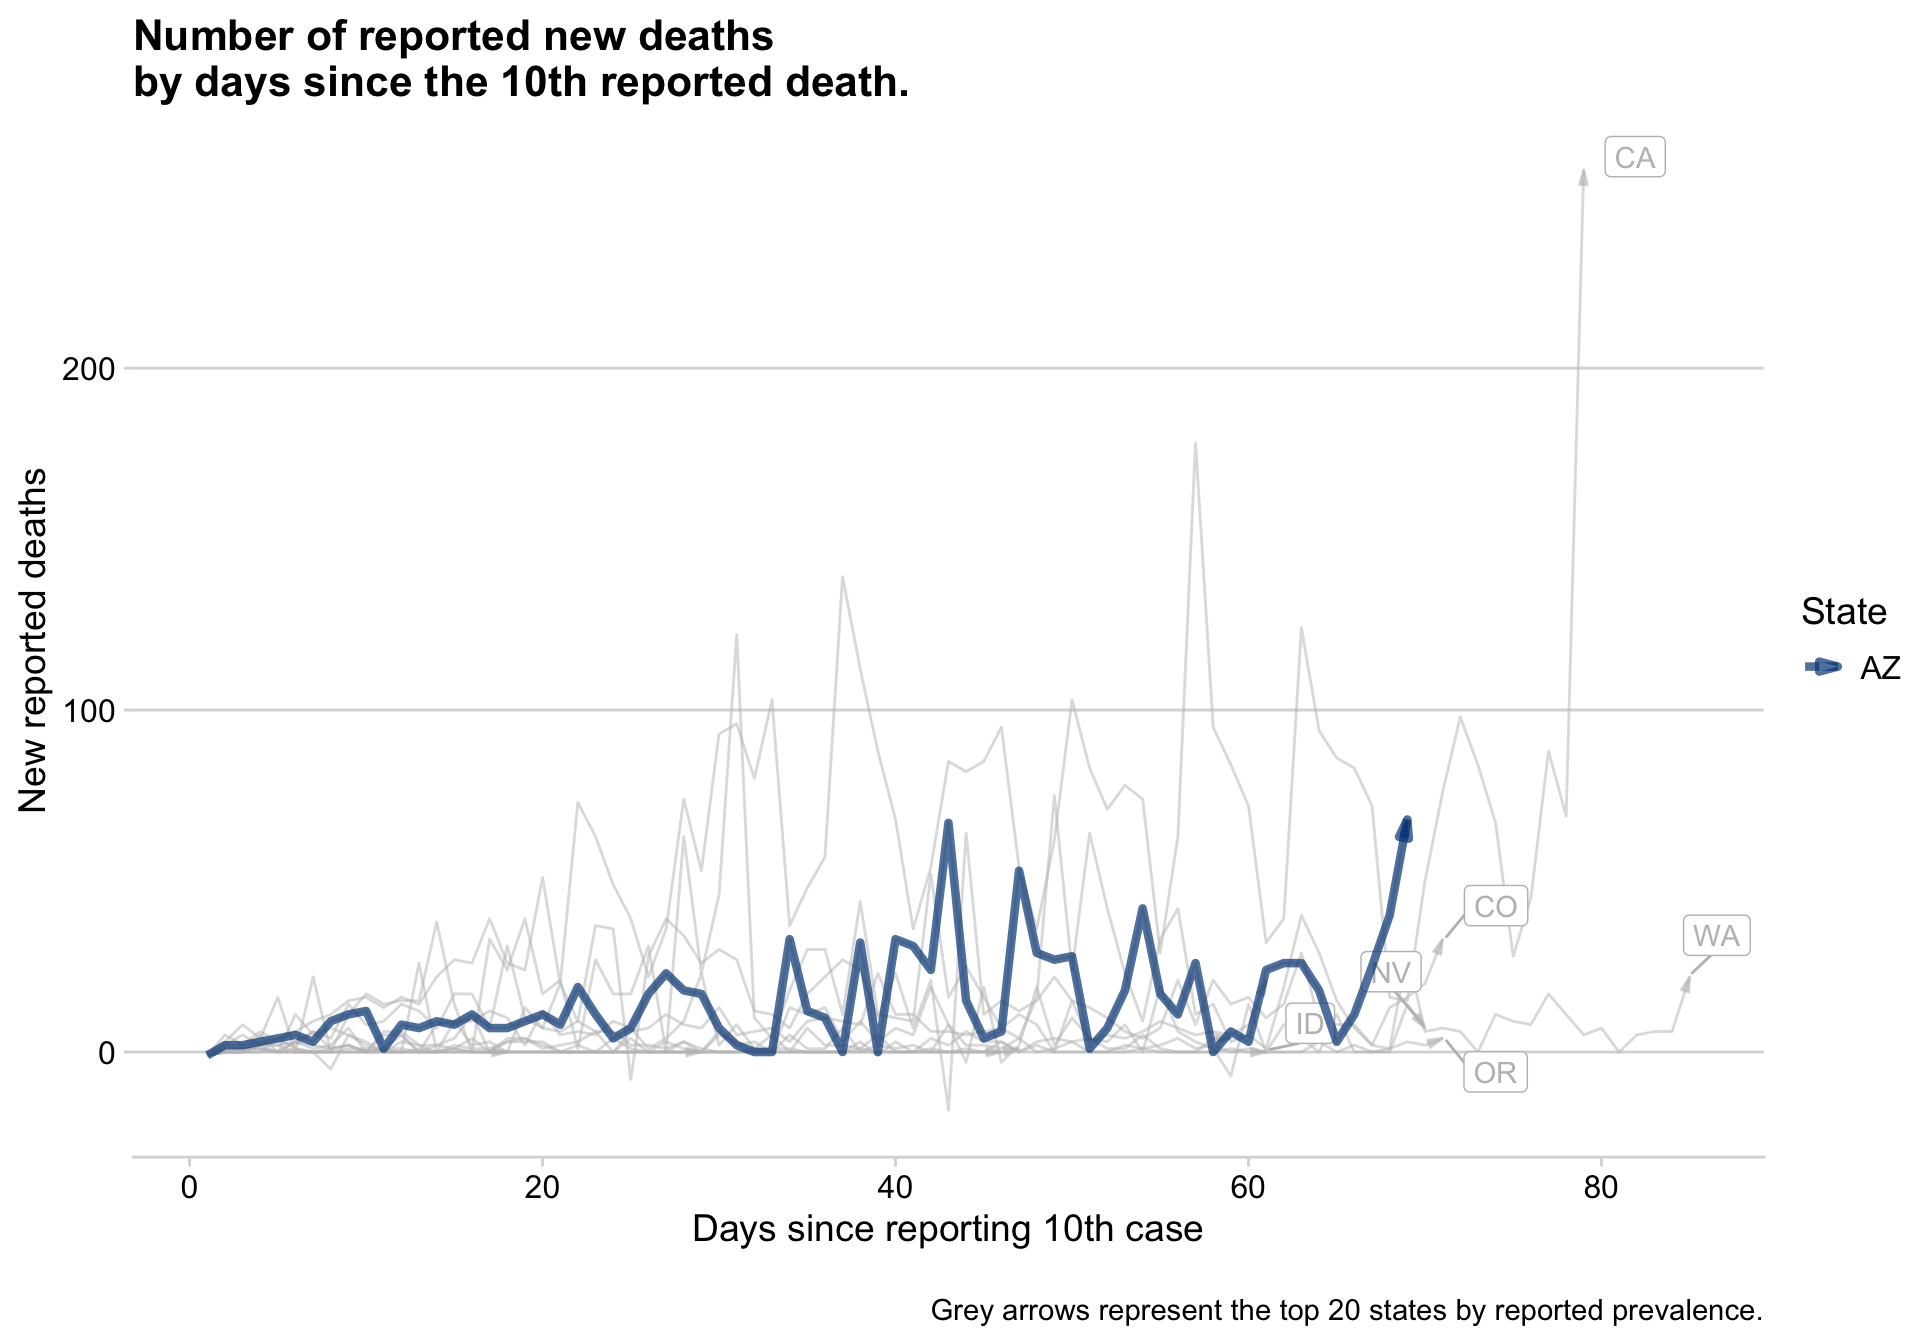 Number of reported new deaths
by days since the 10th reported death.
CA
200
New reported deaths
State
AZ
100
CO
WA
NV
ID
0
OR
0 20 40 60 80
Days since reporting 10th case
Grey arrows represent the top 20 states by reported prevalence.